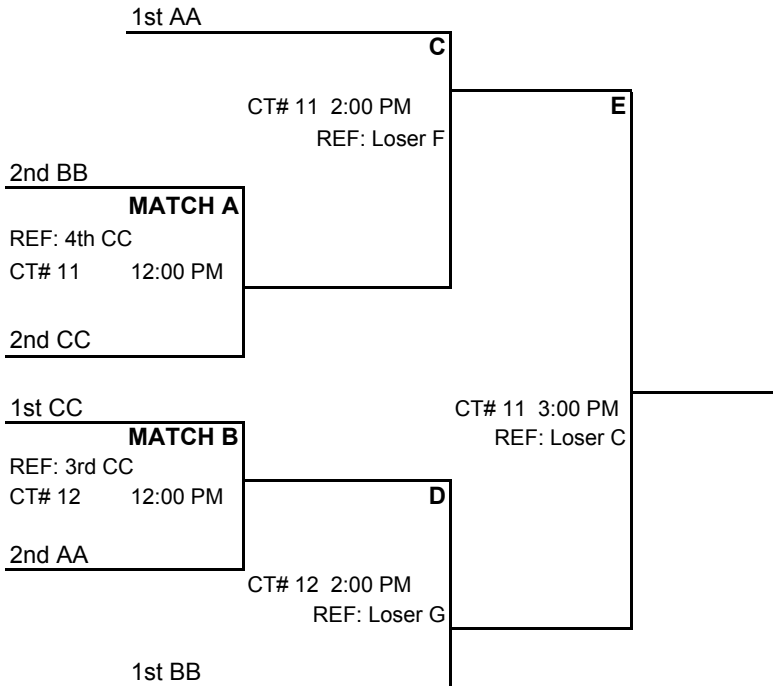 1st AA
C
CT# 11 2:00 PM
E
REF: Loser F
2nd BB
MATCH A
REF: 4th CC
CT# 11 12:00 PM
2nd CC
1st CC
CT# 11 3:00 PM
MATCH B
REF: Loser C
REF: 3rd CC
CT# 12 12:00 PM
D
2nd AA
CT# 12 2:00 PM
REF: Loser G
1st BB